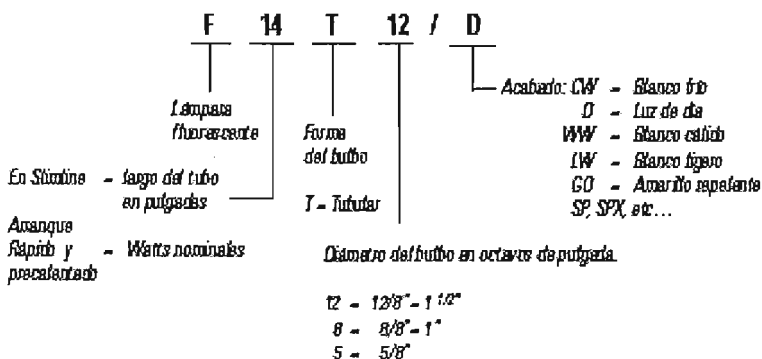 F 14 T 12 / D
Lámpara
fluorescente
Forma
del bulbo
T - Tubular
Acabado: CW - Blanco frío
D - Luz de día
WW - Blanco cálido
LW - Blanco ligero
GO - Amarillo repelente
SP, SPX, etc...
En Slimline - largo del tubo
en pulgadas
Arranque
Rápido y - Watts nominales
precalentado
Diámetro del bulbo en octavos de pulgada.
12 - 12/8" - 1 1/2"
8 - 8/8" - 1"
5 - 5/8"